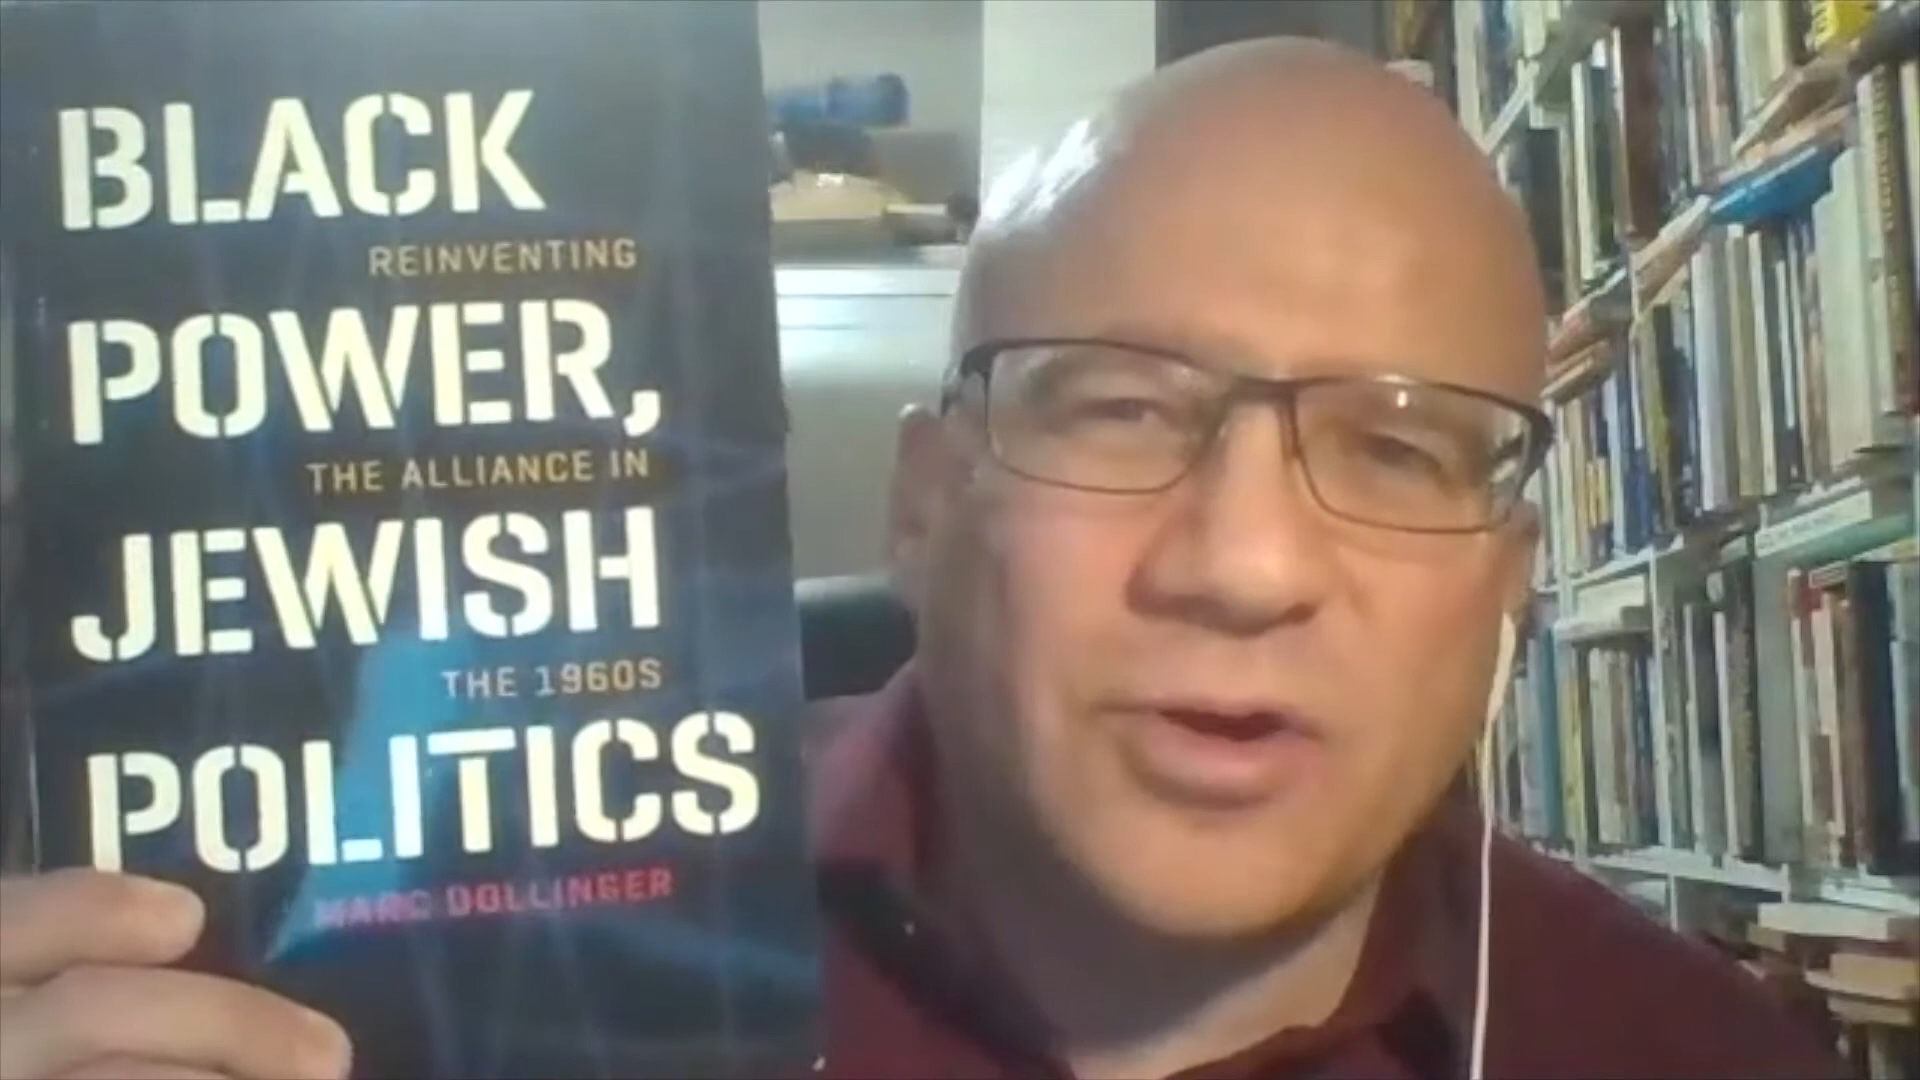 BLACK
REINVENTING
POWER,
THE ALLIANCE IN
JEWISH
THE 1960S
POLITICS
MARC DOLLINGER